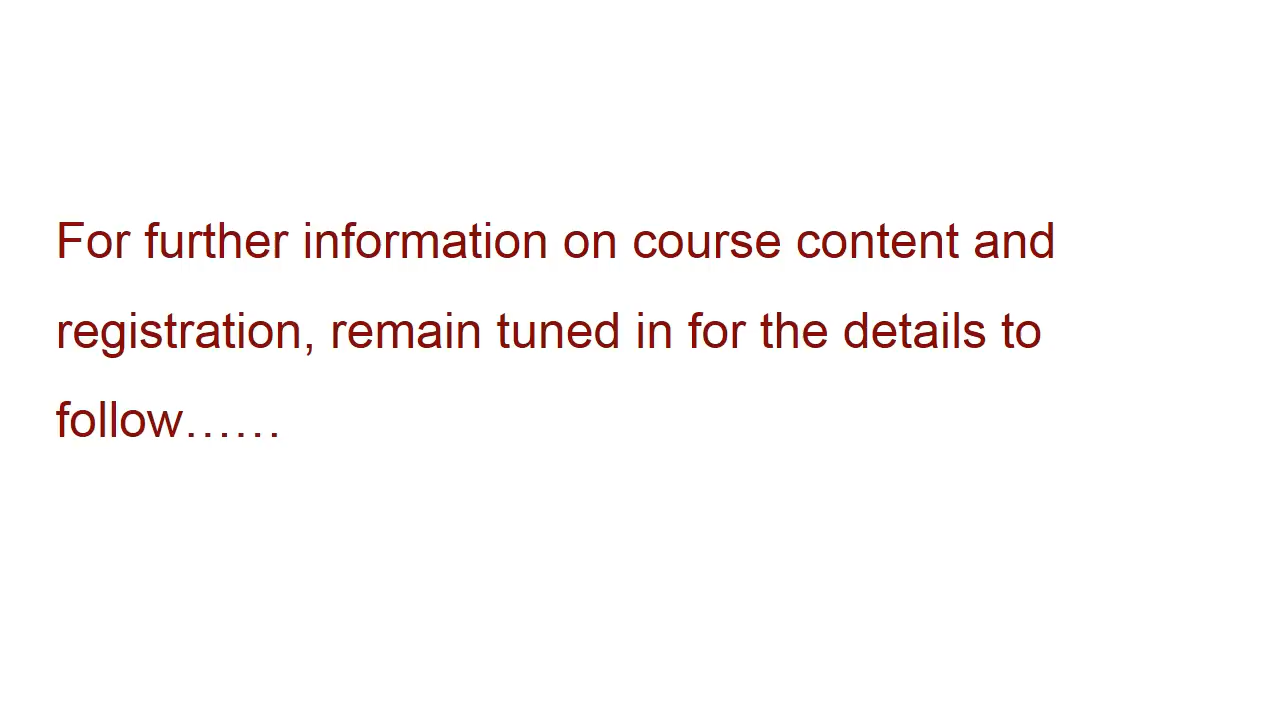 For further information on course content and
registration, remain tuned in for the details to
follow……